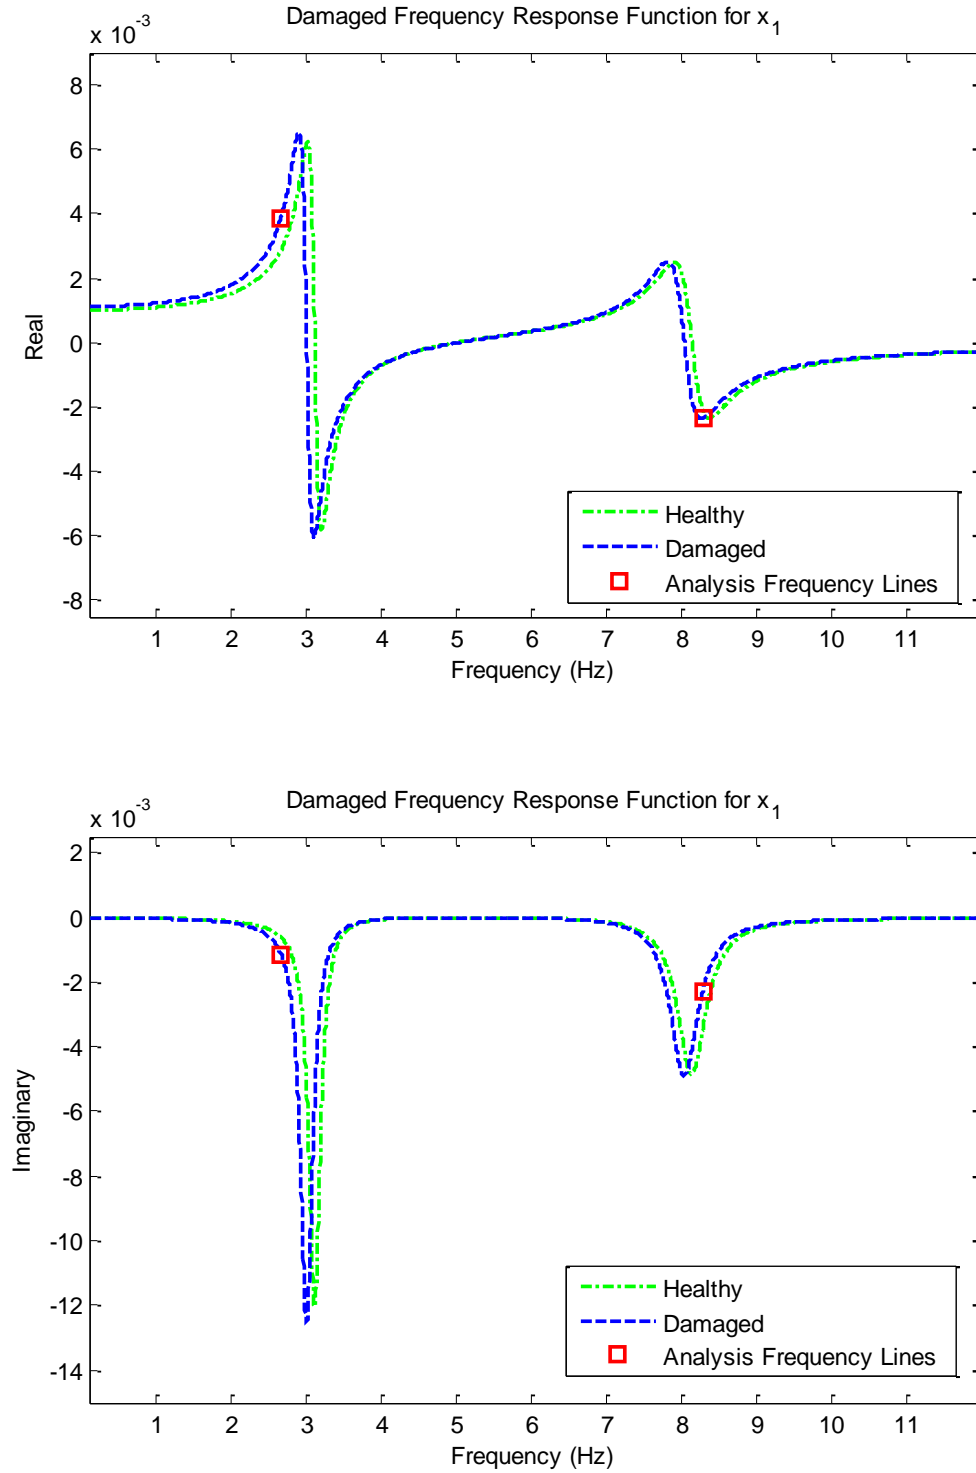 Damaged Frequency Response Function for x1
x 10-3
8
6
4
2
0
-2
-4
-6
-8
Real
Healthy
Damaged
Analysis Frequency Lines
1 2 3 4 5 6 7 8 9 10 11
Frequency (Hz)
Damaged Frequency Response Function for x1
x 10-3
2
0
-2
-4
-6
-8
-10
-12
-14
Imaginary
Healthy
Damaged
Analysis Frequency Lines
1 2 3 4 5 6 7 8 9 10 11
Frequency (Hz)